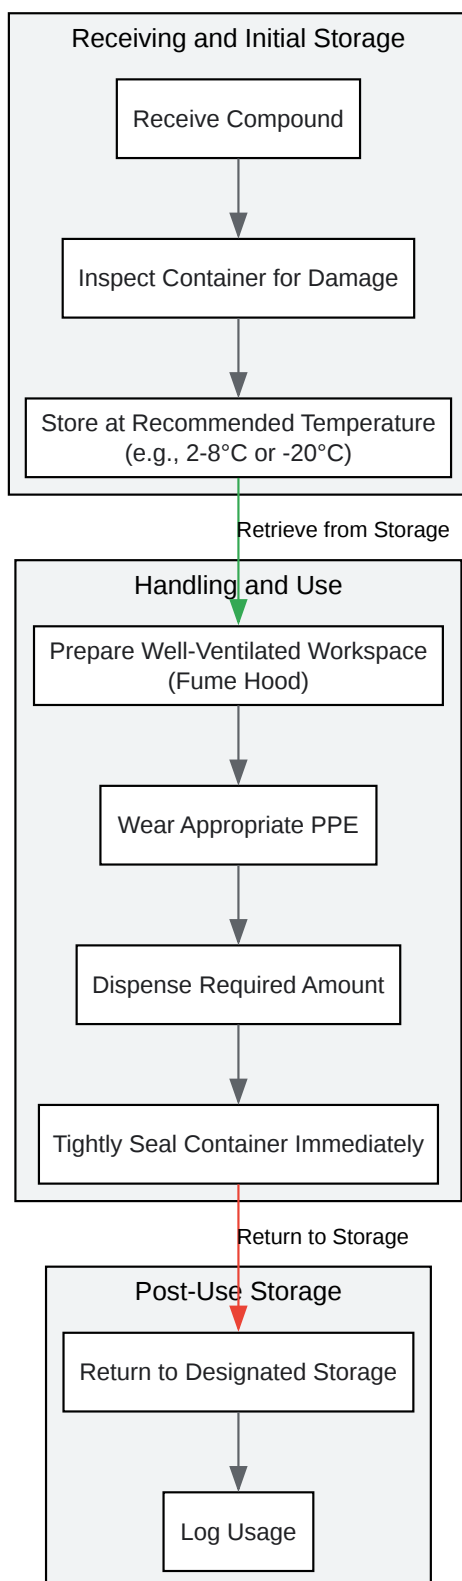 Receiving and Initial Storage
Receive Compound
Inspect Container for Damage
Store at Recommended Temperature
(e.g., 2-8°C or -20°C)
Retrieve from Storage
Handling and Use
Prepare Well-Ventilated Workspace
(Fume Hood)
Wear Appropriate PPE
Dispense Required Amount
Tightly Seal Container Immediately
Return to Storage
Post-Use Storage
Return to Designated Storage
Log Usage